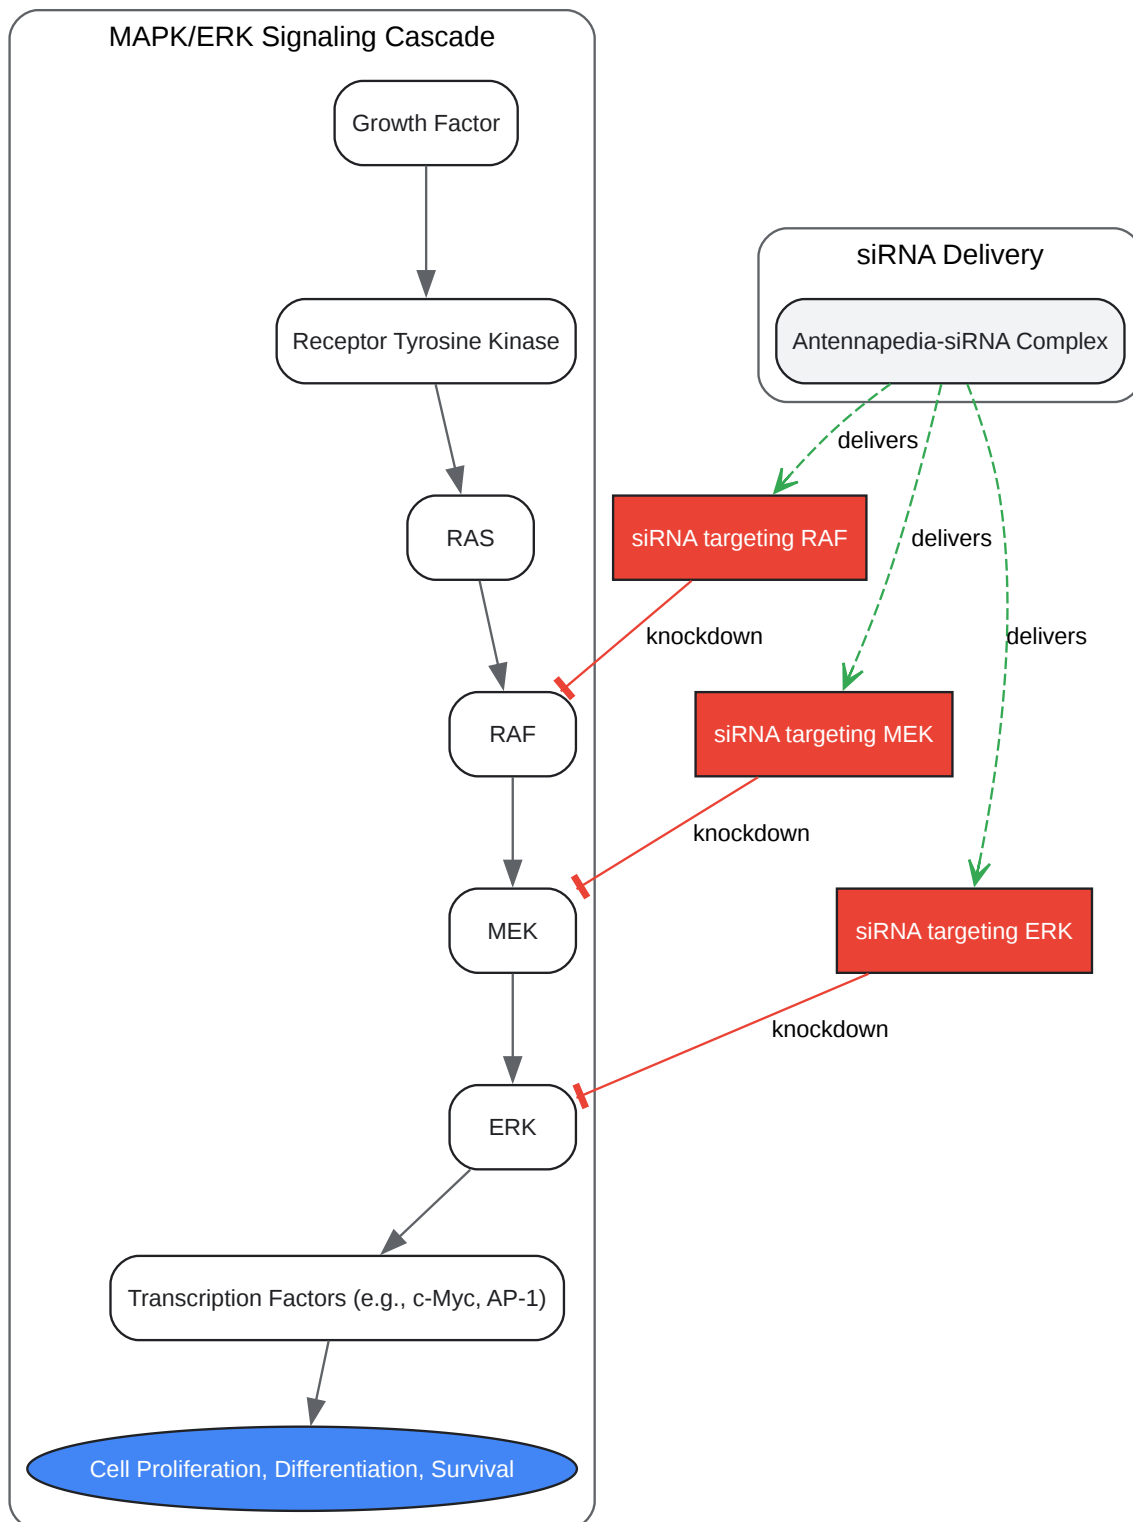 MAPK/ERK Signaling Cascade
Growth Factor
siRNA Delivery
Receptor Tyrosine Kinase
Antennapedia-siRNA Complex
delivers
RAS
siRNA targeting RAF
delivers
knockdown
delivers
RAF
siRNA targeting MEK
knockdown
MEK
siRNA targeting ERK
knockdown
ERK
Transcription Factors (e.g., c-Myc, AP-1)
Cell Proliferation, Differentiation, Survival